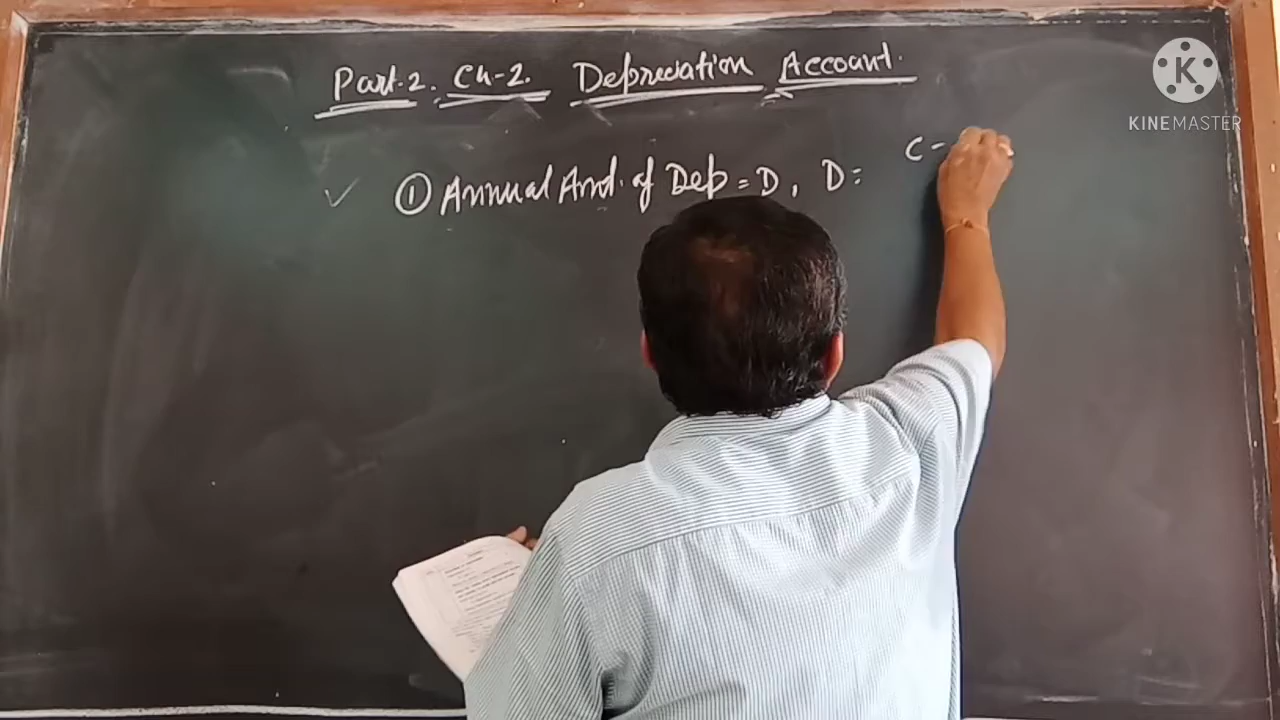 Part-2. Ch-2. Depreciation Account.
① Annual Amt. of Dep = D, D = C -
K
KINEMASTER